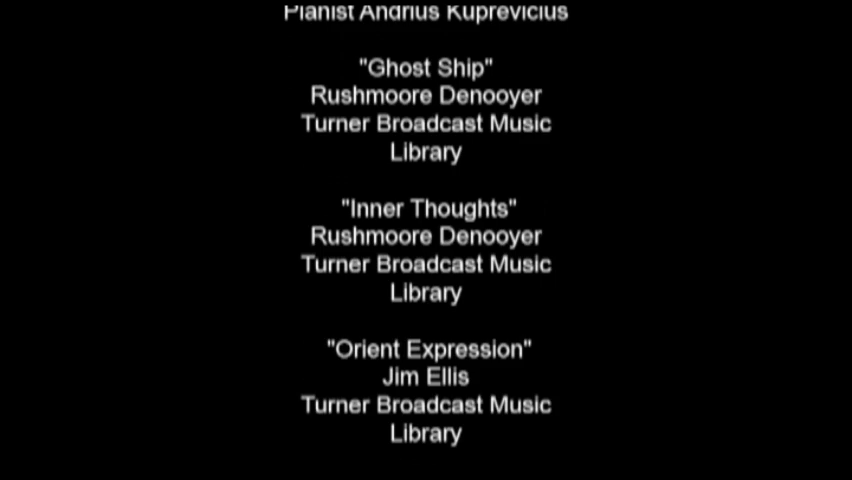 Pianist Andrius Kuprevicius
"Ghost Ship"
Rushmoore Denooyer
Turner Broadcast Music
Library
"Inner Thoughts"
Rushmoore Denooyer
Turner Broadcast Music
Library
"Orient Expression"
Jim Ellis
Turner Broadcast Music
Library